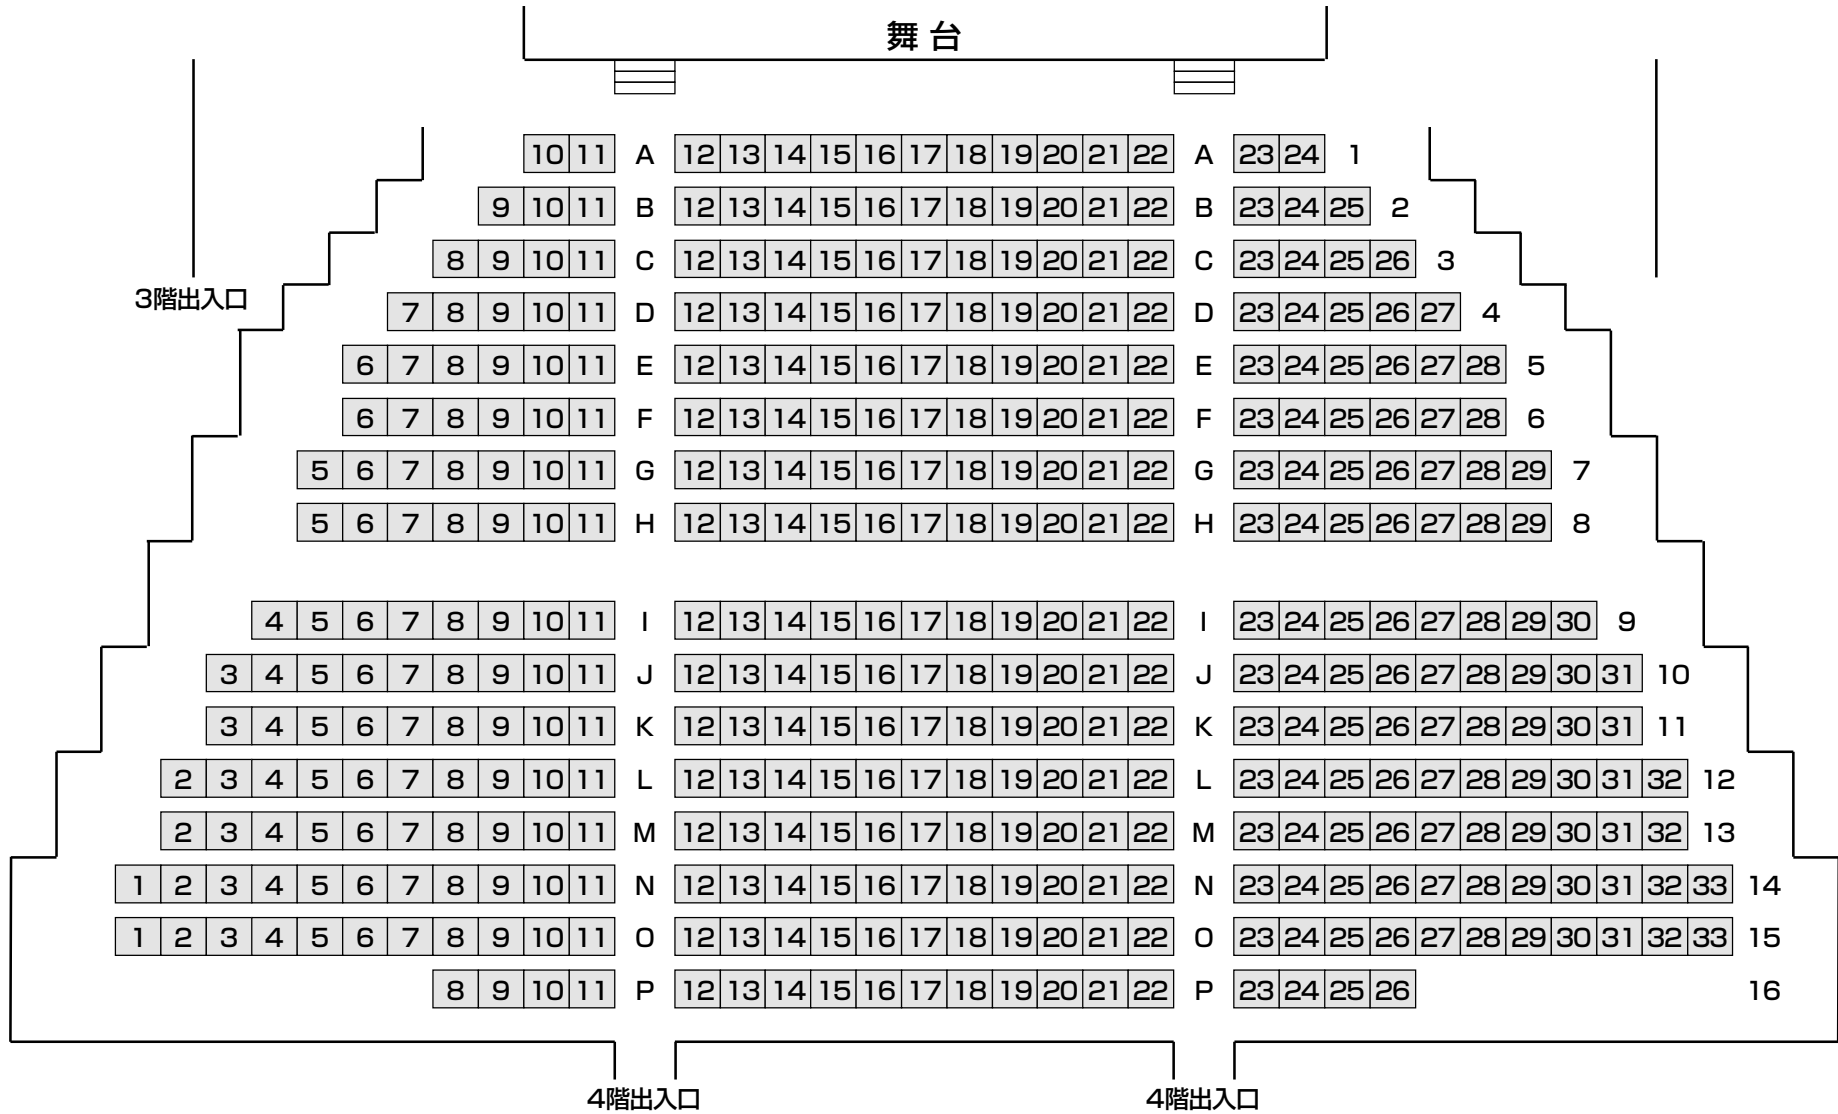 舞台
10 11 A 12 13 14 15 16 17 18 19 20 21 22 A 23 24 1
9 10 11 B 12 13 14 15 16 17 18 19 20 21 22 B 23 24 25 2
8 9 10 11 C 12 13 14 15 16 17 18 19 20 21 22 C 23 24 25 26 3
3階出入口
7 8 9 10 11 D 12 13 14 15 16 17 18 19 20 21 22 D 23 24 25 26 27 4
6 7 8 9 10 11 E 12 13 14 15 16 17 18 19 20 21 22 E 23 24 25 26 27 28 5
6 7 8 9 10 11 F 12 13 14 15 16 17 18 19 20 21 22 F 23 24 25 26 27 28 6
5 6 7 8 9 10 11 G 12 13 14 15 16 17 18 19 20 21 22 G 23 24 25 26 27 28 29 7
5 6 7 8 9 10 11 H 12 13 14 15 16 17 18 19 20 21 22 H 23 24 25 26 27 28 29 8
4 5 6 7 8 9 10 11 I 12 13 14 15 16 17 18 19 20 21 22 I 23 24 25 26 27 28 29 30 9
3 4 5 6 7 8 9 10 11 J 12 13 14 15 16 17 18 19 20 21 22 J 23 24 25 26 27 28 29 30 31 10
3 4 5 6 7 8 9 10 11 K 12 13 14 15 16 17 18 19 20 21 22 K 23 24 25 26 27 28 29 30 31 11
2 3 4 5 6 7 8 9 10 11 L 12 13 14 15 16 17 18 19 20 21 22 L 23 24 25 26 27 28 29 30 31 32 12
2 3 4 5 6 7 8 9 10 11 M 12 13 14 15 16 17 18 19 20 21 22 M 23 24 25 26 27 28 29 30 31 32 13
1 2 3 4 5 6 7 8 9 10 11 N 12 13 14 15 16 17 18 19 20 21 22 N 23 24 25 26 27 28 29 30 31 32 33 14
1 2 3 4 5 6 7 8 9 10 11 O 12 13 14 15 16 17 18 19 20 21 22 O 23 24 25 26 27 28 29 30 31 32 33 15
8 9 10 11 P 12 13 14 15 16 17 18 19 20 21 22 P 23 24 25 26 16
4階出入口 4階出入口